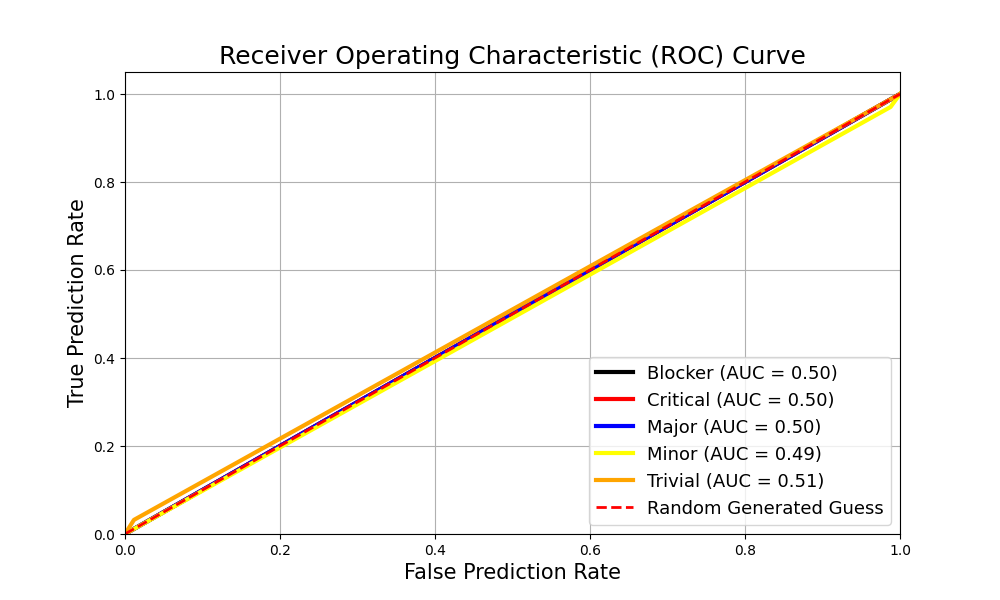 Receiver Operating Characteristic (ROC) Curve
True Prediction Rate
1.0
0.8
0.6
0.4
0.2
0.0
Blocker (AUC = 0.50)
Critical (AUC = 0.50)
Major (AUC = 0.50)
Minor (AUC = 0.49)
Trivial (AUC = 0.51)
Random Generated Guess
0.0 0.2 0.4 0.6 0.8 1.0
False Prediction Rate